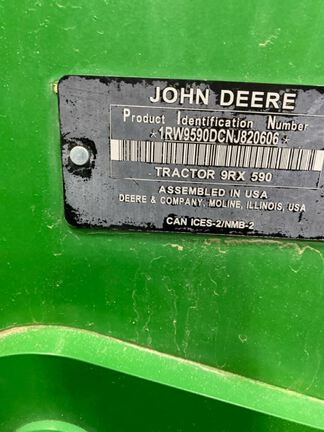 JOHN DEERE
Product Identification Number
*1RW9590DCNJ820606*
TRACTOR 9RX 590
ASSEMBLED IN USA
DEERE & COMPANY, MOLINE, ILLINOIS, USA
CAN ICES-2/NMB-2